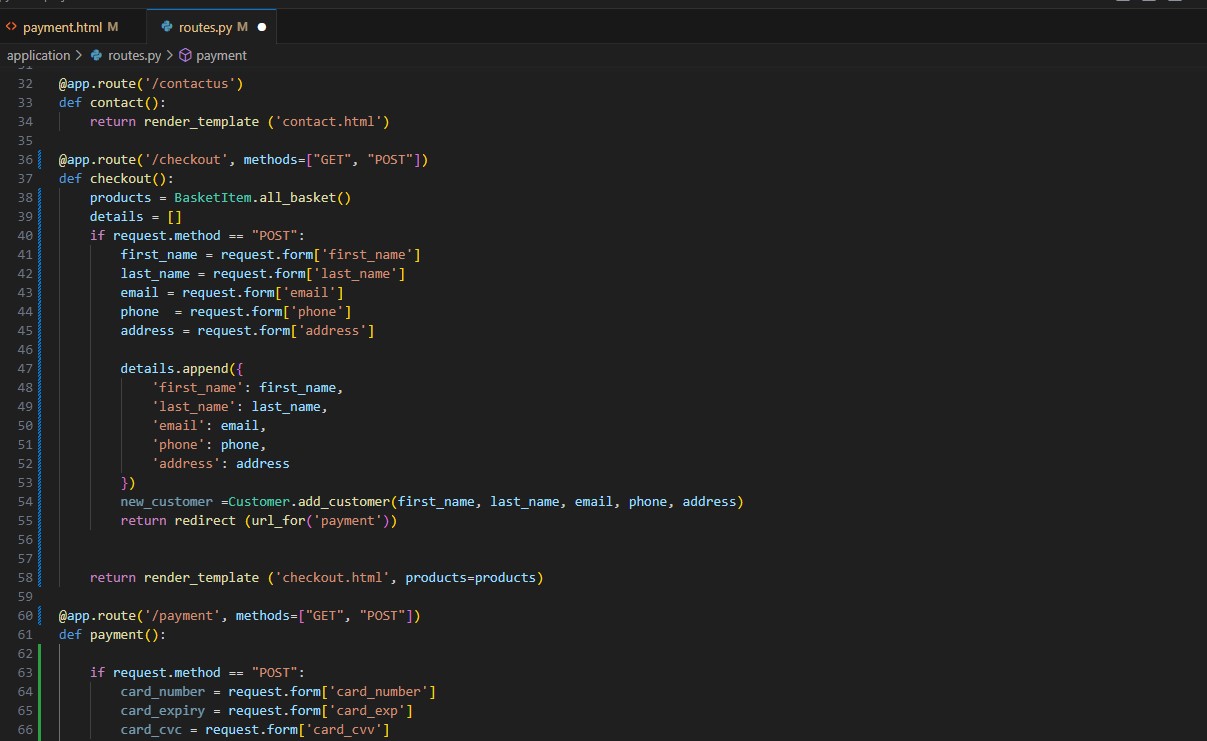 payment.html M
routes.py M
application > routes.py > payment
31
32 @app.route('/contactus')
33 def contact():
34 return render_template ('contact.html')
35
36 @app.route('/checkout', methods=["GET", "POST"])
37 def checkout():
38 products = BasketItem.all_basket()
39 details = []
40 if request.method == "POST":
41 first_name = request.form['first_name']
42 last_name = request.form['last_name']
43 email = request.form['email']
44 phone  = request.form['phone']
45 address = request.form['address']
46
47 details.append({
48 'first_name': first_name,
49 'last_name': last_name,
50 'email': email,
51 'phone': phone,
52 'address': address
53 })
54 new_customer =Customer.add_customer(first_name, last_name, email, phone, address)
55 return redirect (url_for('payment'))
56
57
58 return render_template ('checkout.html', products=products)
59
60 @app.route('/payment', methods=["GET", "POST"])
61 def payment():
62
63 if request.method == "POST":
64 card_number = request.form['card_number']
65 card_expiry = request.form['card_exp']
66 card_cvc = request.form['card_cvv']